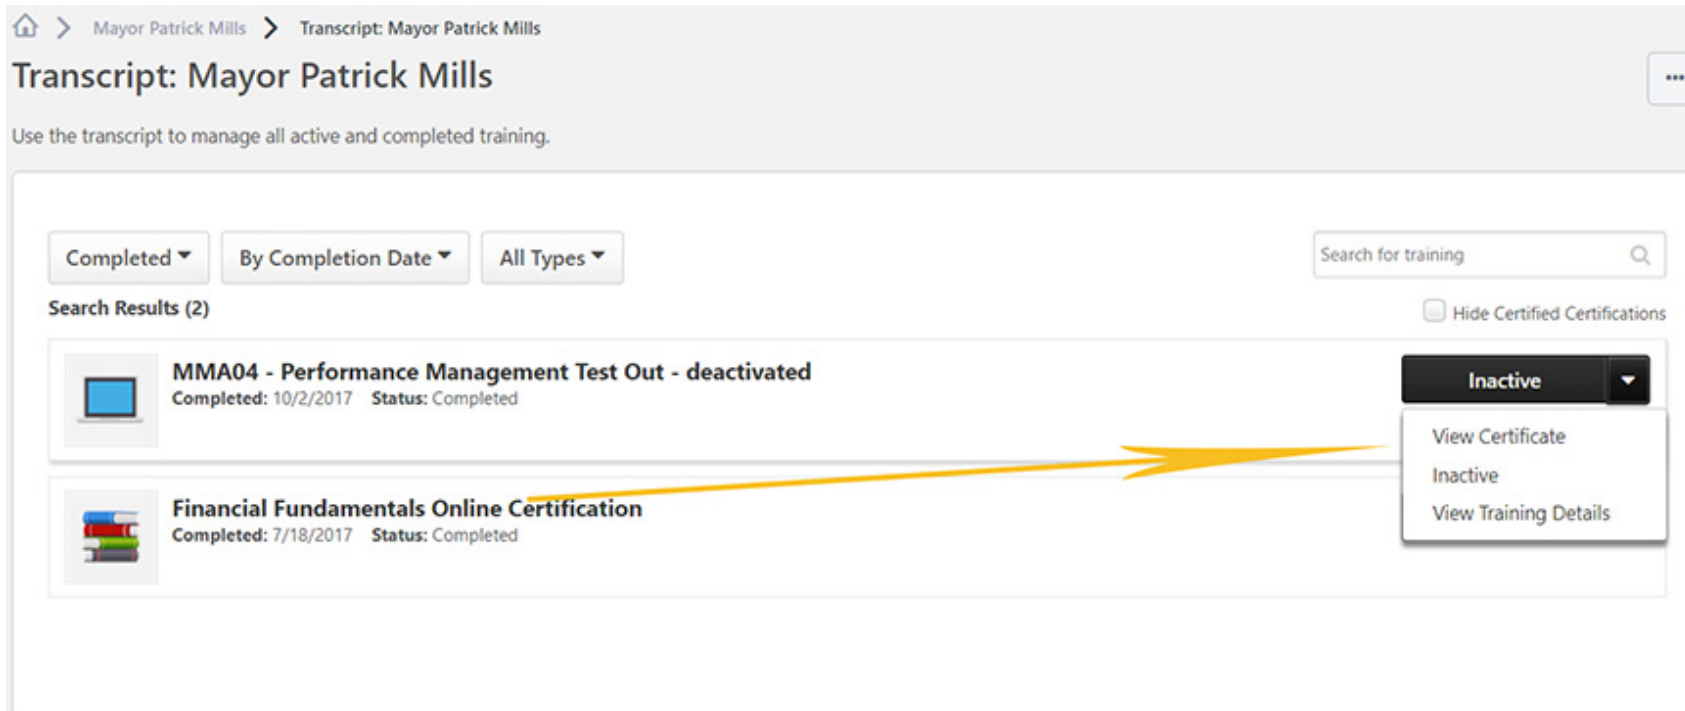 Mayor Patrick Mills Transcript: Mayor Patrick Mills
Transcript: Mayor Patrick Mills
...
Use the transcript to manage all active and completed training.
Completed By Completion Date All Types Search for training
Search Results (2) Hide Certified Certifications
MMA04 - Performance Management Test Out - deactivated
Completed: 10/2/2017 Status: Completed
Inactive
View Certificate
Inactive
View Training Details
Financial Fundamentals Online Certification
Completed: 7/18/2017 Status: Completed